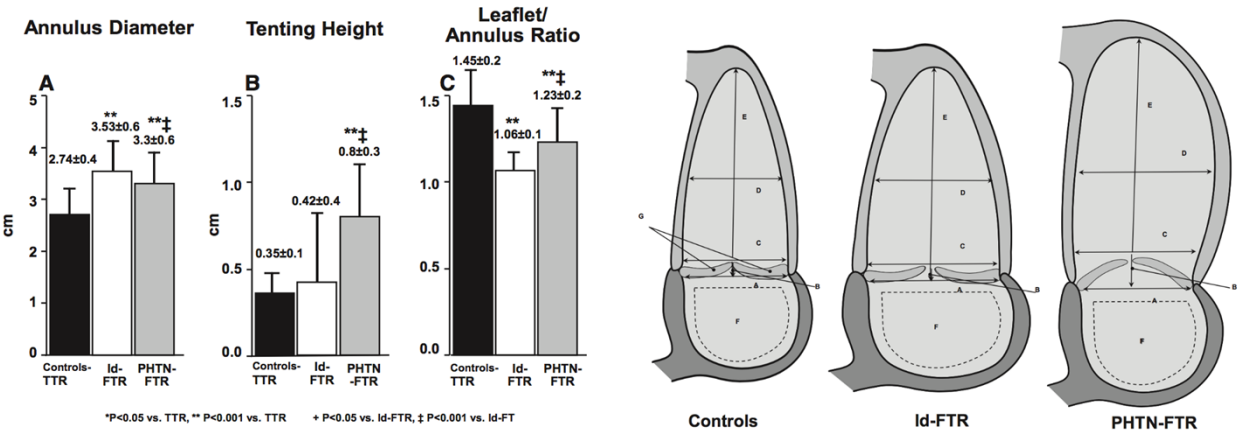 Annulus Diameter
Tenting Height
Leaflet/
Annulus Ratio
A
5
4
3
2
1
0
cm
2.74±0.4
**
3.53±0.6
**‡
3.3±0.6
Controls-
TTR
Id-
FTR
PHTN-
FTR
B
1.5
1.0
0.5
0.0
cm
0.35±0.1
0.42±0.4
**‡
0.8±0.3
Controls-
TTR
Id-
FTR
PHTN
-FTR
C
1.5
1.0
0.5
0.0
1.45±0.2
**
1.06±0.1
**‡
1.23±0.2
Controls-
TTR
Id-
FTR
PHTN-
FTR
*P<0.05 vs. TTR, ** P<0.001 vs. TTR
+ P<0.05 vs. Id-FTR, ‡ P<0.001 vs. Id-FT
E
D
G
C
B
A
F
Controls
E
D
C
B
A
F
Id-FTR
E
D
C
B
A
F
PHTN-FTR